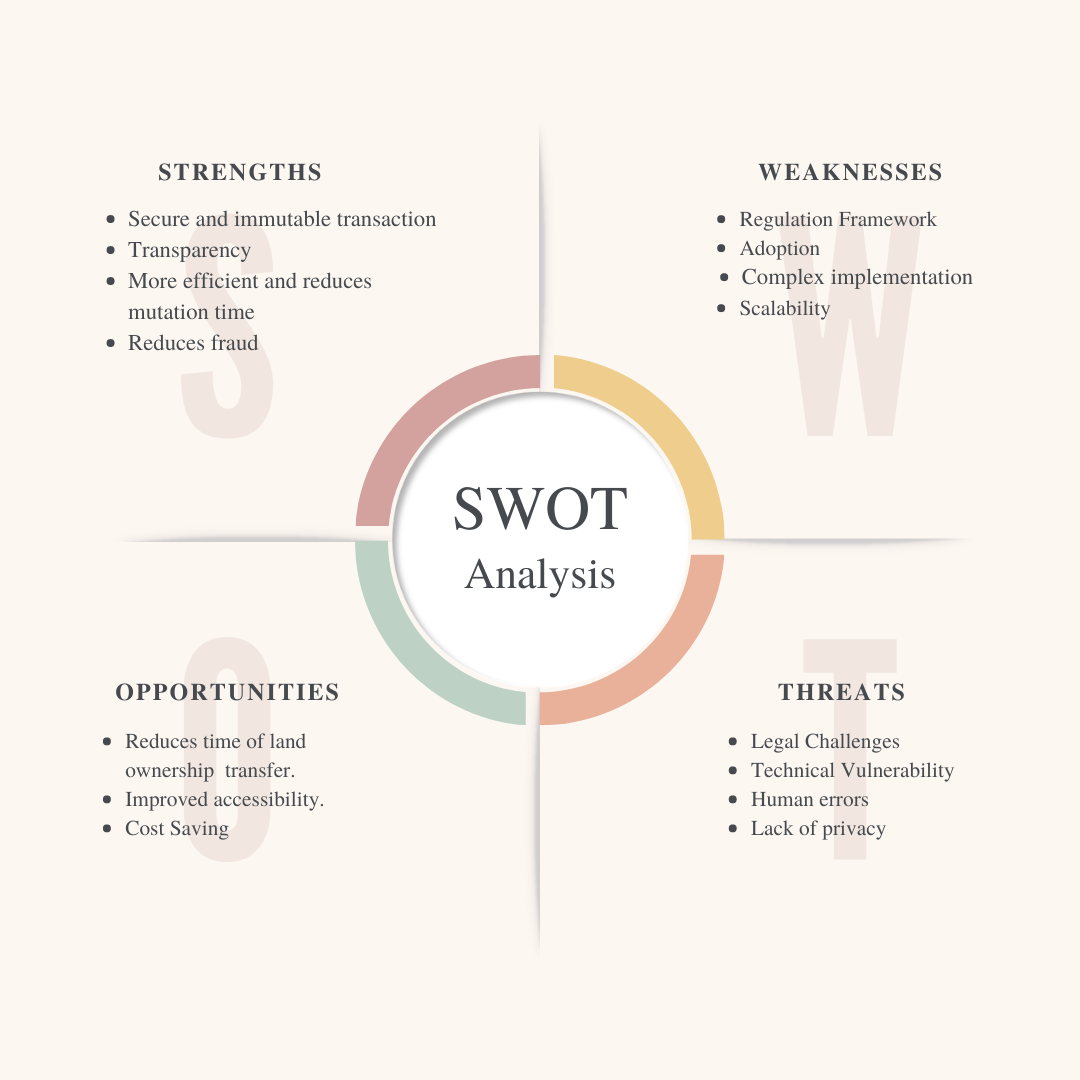 STRENGTHS
• Secure and immutable transaction
• Transparency
• More efficient and reduces
mutation time
• Reduces fraud
S
WEAKNESSES
• Regulation Framework
• Adoption
• Complex implementation
• Scalability
W
SWOT
Analysis
OPPORTUNITIES
• Reduces time of land
ownership  transfer.
• Improved accessibility.
• Cost Saving
O
THREATS
• Legal Challenges
• Technical Vulnerability
• Human errors
• Lack of privacy
T